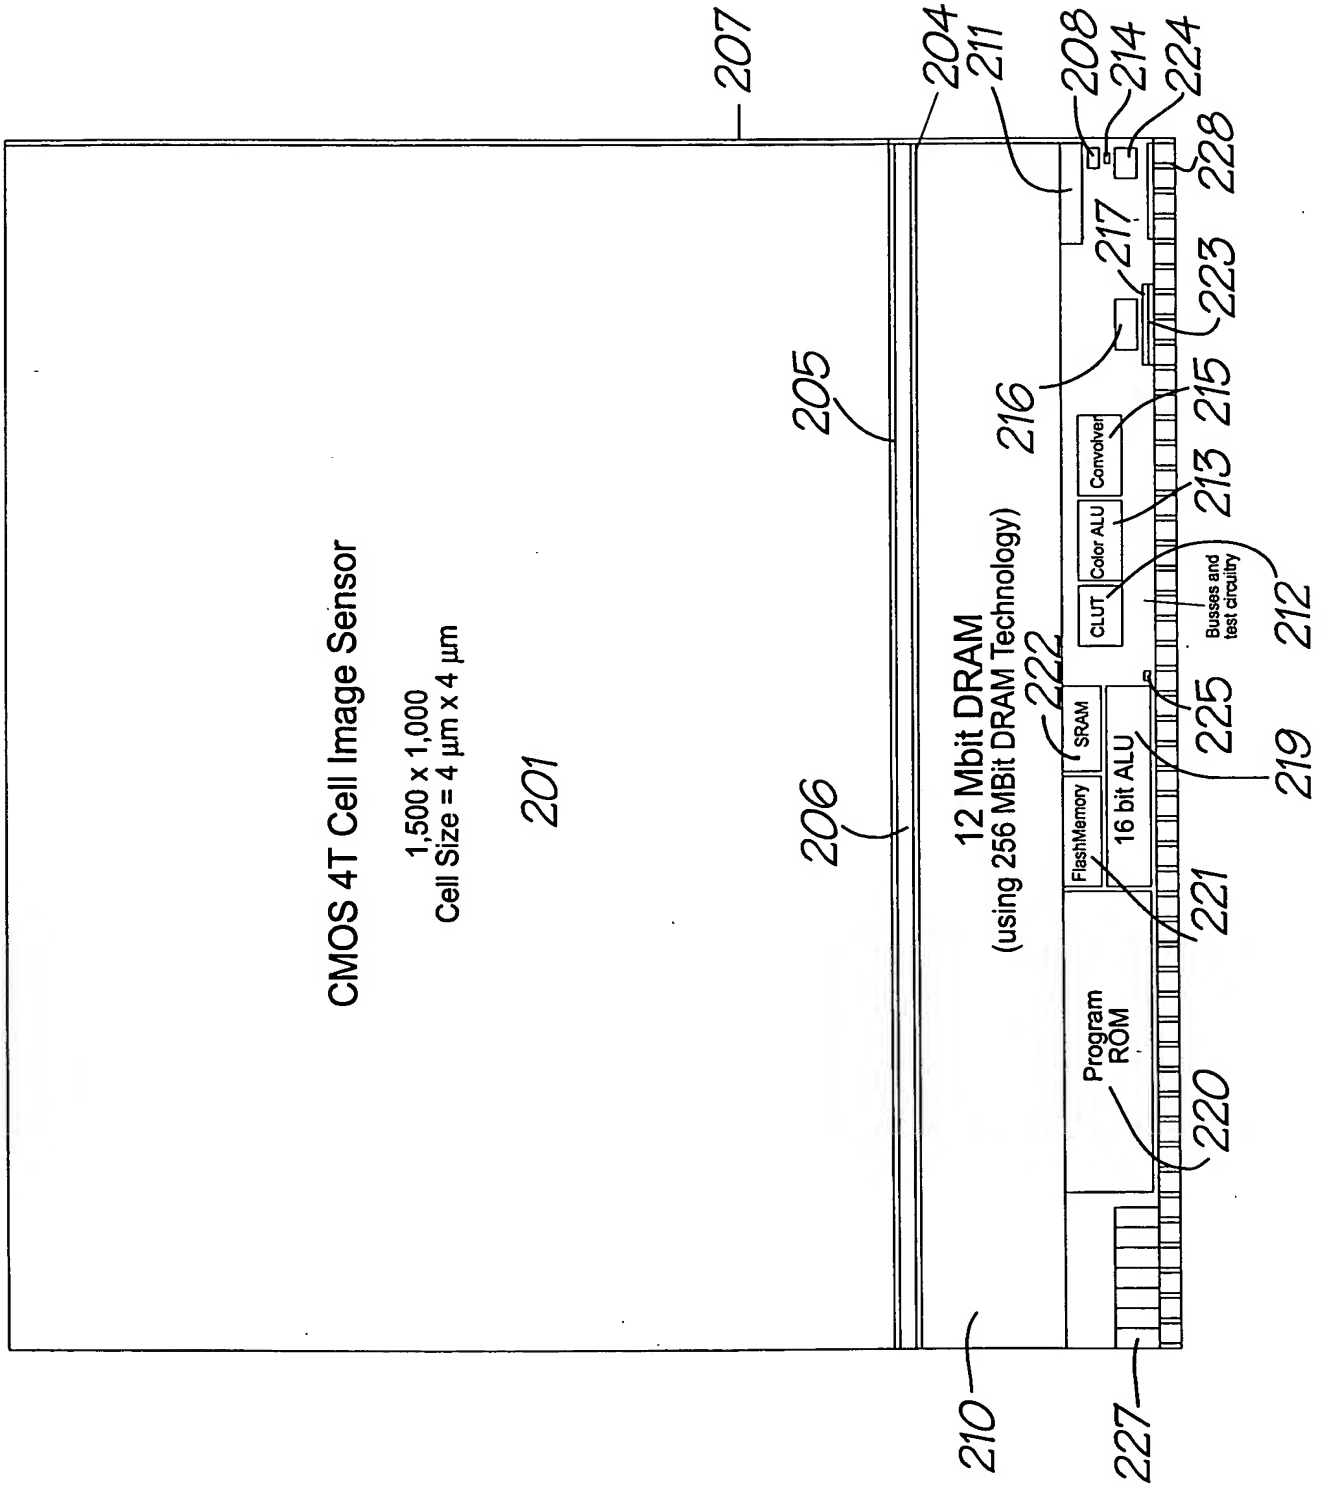 CMOS 4T Cell Image Sensor
1,500 x 1,000
Cell Size = 4 µm x 4 µm
201
207
205
206
204
211
208
214
224
228
12 Mbit DRAM
(using 256 MBit DRAM Technology)
210
222
216
217
223
FlashMemory
SRAM
16 bit ALU
CLUT
Color ALU
Convolver
Program
ROM
Busses and
test circuitry
227
220
221
219
225
212
213
215